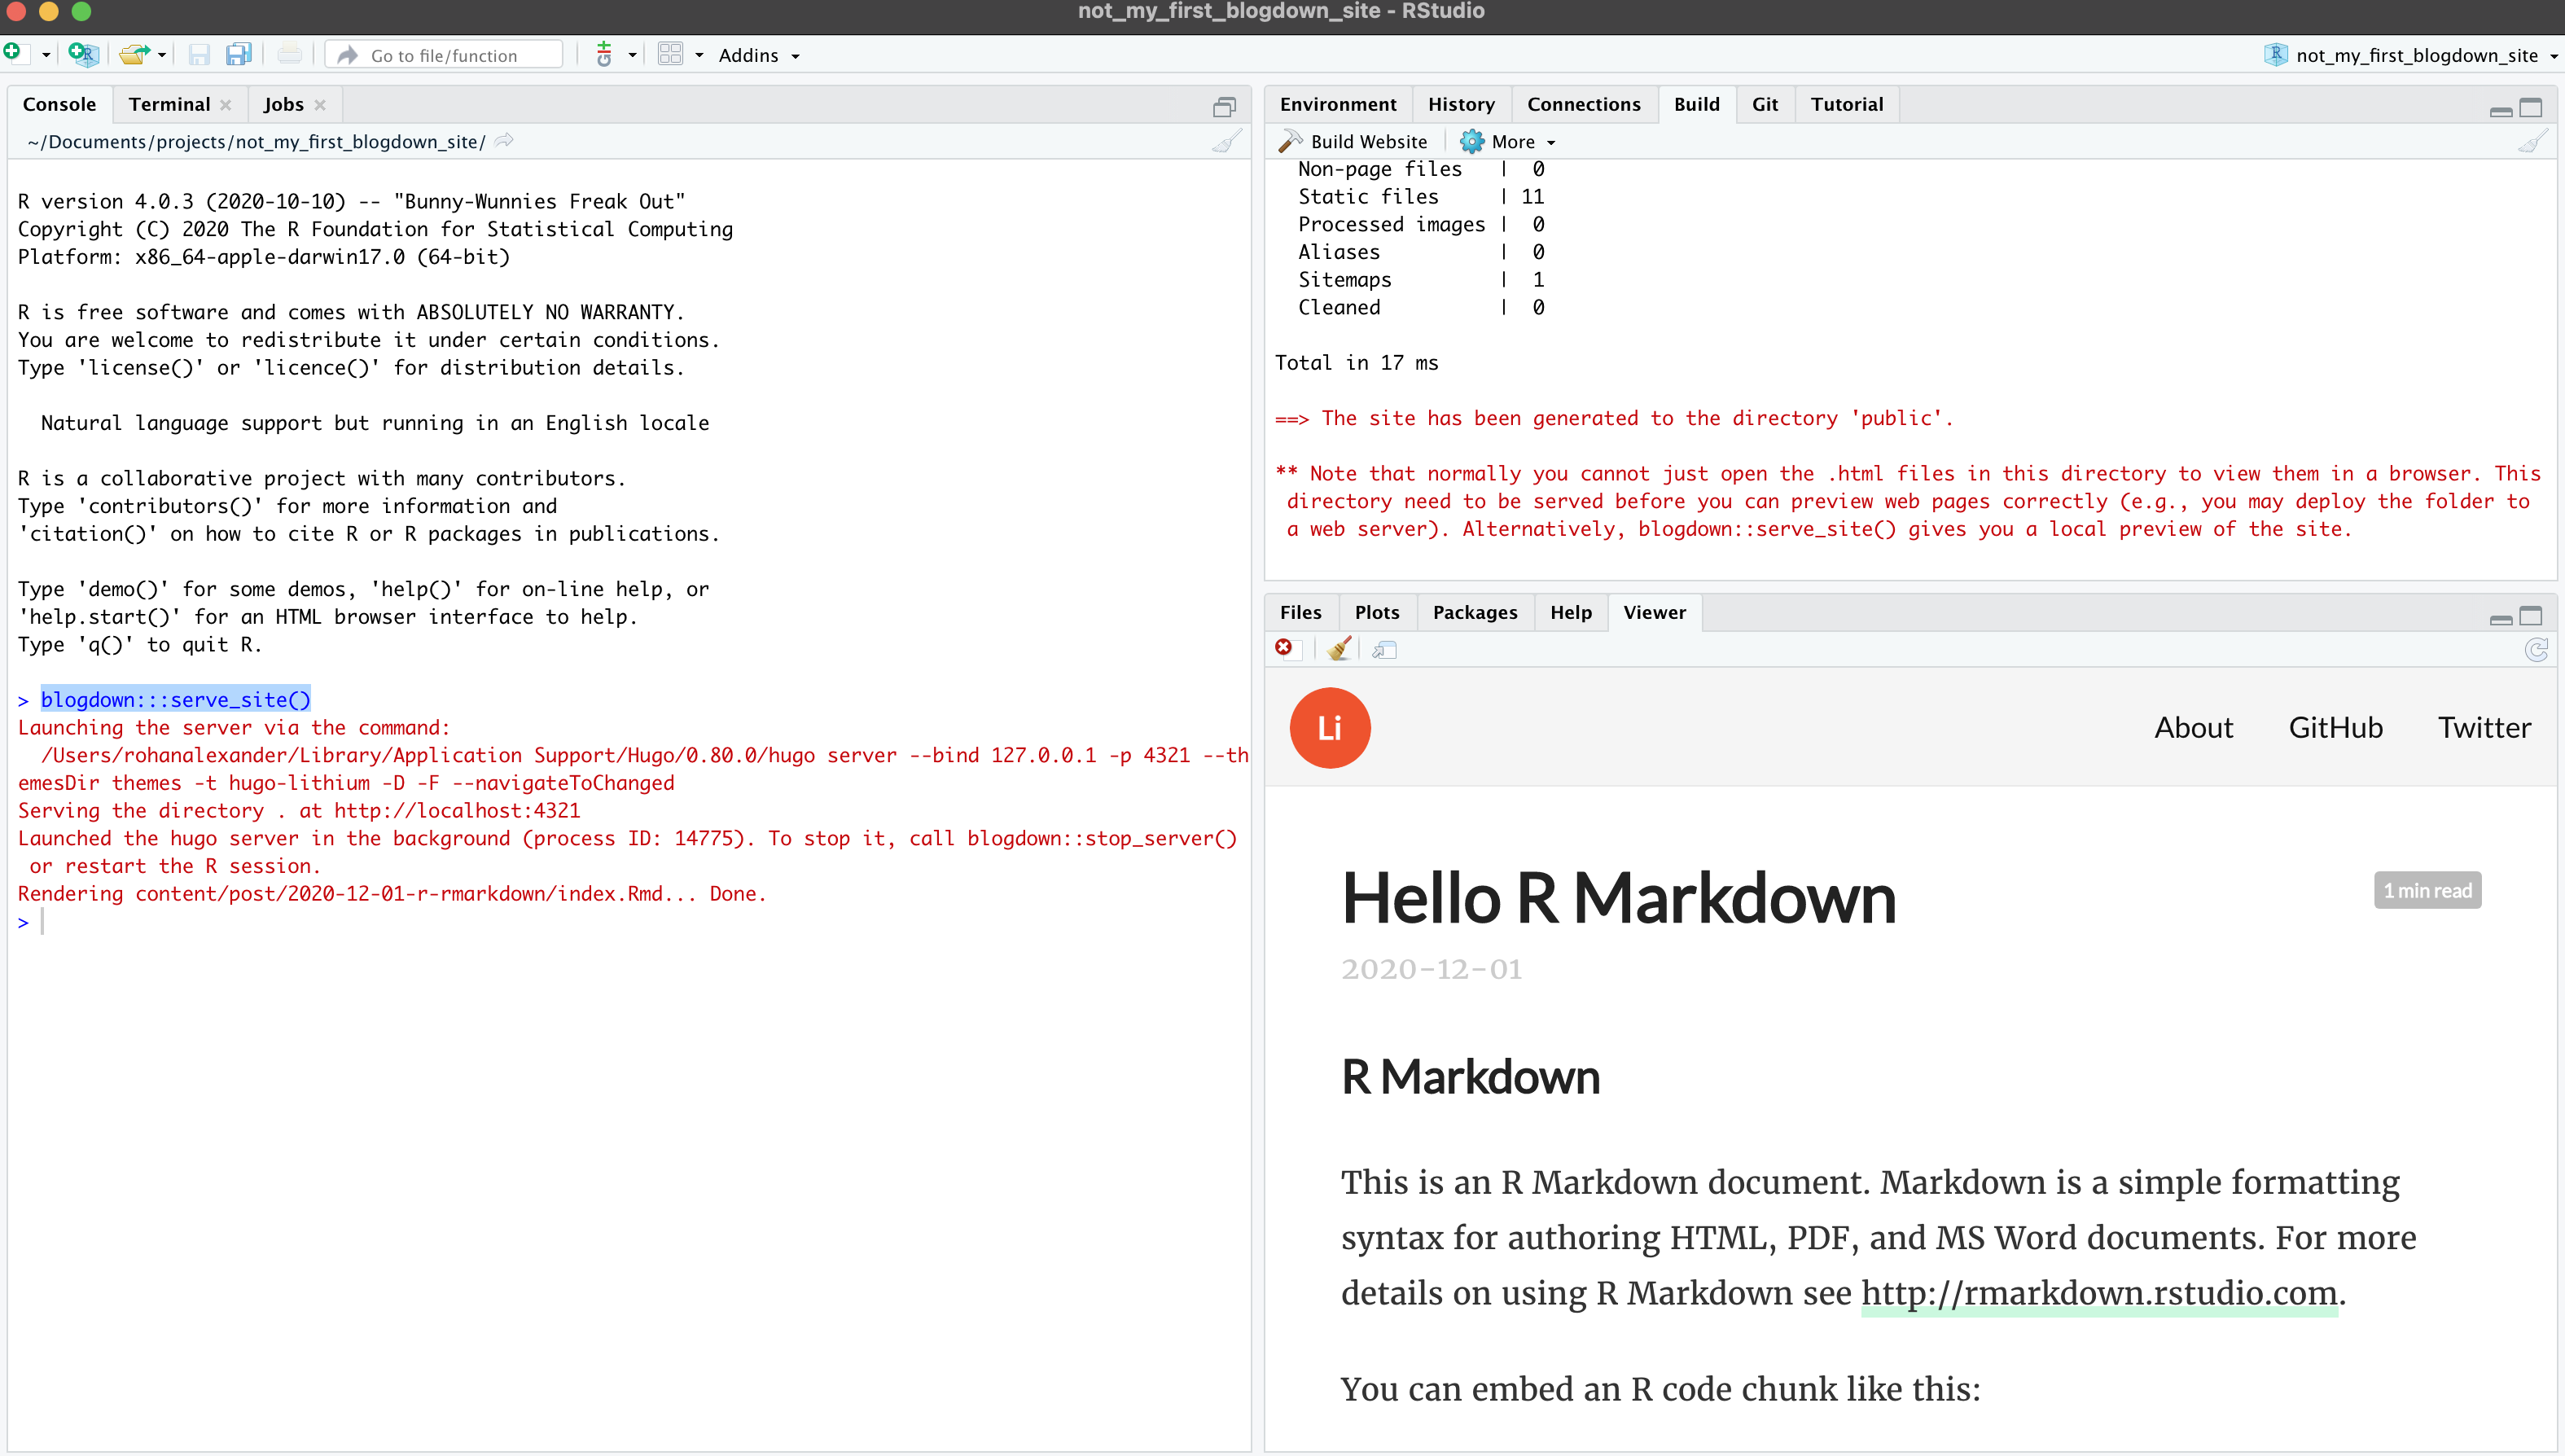 not_my_first_blogdown_site - RStudio
Go to file/function
Addins
not_my_first_blogdown_site
Console Terminal Jobs
~/Documents/projects/not_my_first_blogdown_site/
R version 4.0.3 (2020-10-10) -- "Bunny-Wunnies Freak Out"
Copyright (C) 2020 The R Foundation for Statistical Computing
Platform: x86_64-apple-darwin17.0 (64-bit)
R is free software and comes with ABSOLUTELY NO WARRANTY.
You are welcome to redistribute it under certain conditions.
Type 'license()' or 'licence()' for distribution details.
Natural language support but running in an English locale
R is a collaborative project with many contributors.
Type 'contributors()' for more information and
'citation()' on how to cite R or R packages in publications.
Type 'demo()' for some demos, 'help()' for on-line help, or
'help.start()' for an HTML browser interface to help.
Type 'q()' to quit R.
> blogdown:::serve_site()
Launching the server via the command:
/Users/rohanalexander/Library/Application Support/Hugo/0.80.0/hugo server --bind 127.0.0.1 -p 4321 --th
emesDir themes -t hugo-lithium -D -F --navigateToChanged
Serving the directory . at http://localhost:4321
Launched the hugo server in the background (process ID: 14775). To stop it, call blogdown::stop_server()
or restart the R session.
Rendering content/post/2020-12-01-r-rmarkdown/index.Rmd... Done.
>
Environment History Connections Build Git Tutorial
Build Website More
Non-page files | 0
Static files | 11
Processed images | 0
Aliases | 0
Sitemaps | 1
Cleaned | 0
Total in 17 ms
==> The site has been generated to the directory 'public'.
** Note that normally you cannot just open the .html files in this directory to view them in a browser. This
directory need to be served before you can preview web pages correctly (e.g., you may deploy the folder to
a web server). Alternatively, blogdown::serve_site() gives you a local preview of the site.
Files Plots Packages Help Viewer
Li
About GitHub Twitter
Hello R Markdown
1 min read
2020-12-01
R Markdown
This is an R Markdown document. Markdown is a simple formatting
syntax for authoring HTML, PDF, and MS Word documents. For more
details on using R Markdown see http://rmarkdown.rstudio.com.
You can embed an R code chunk like this: